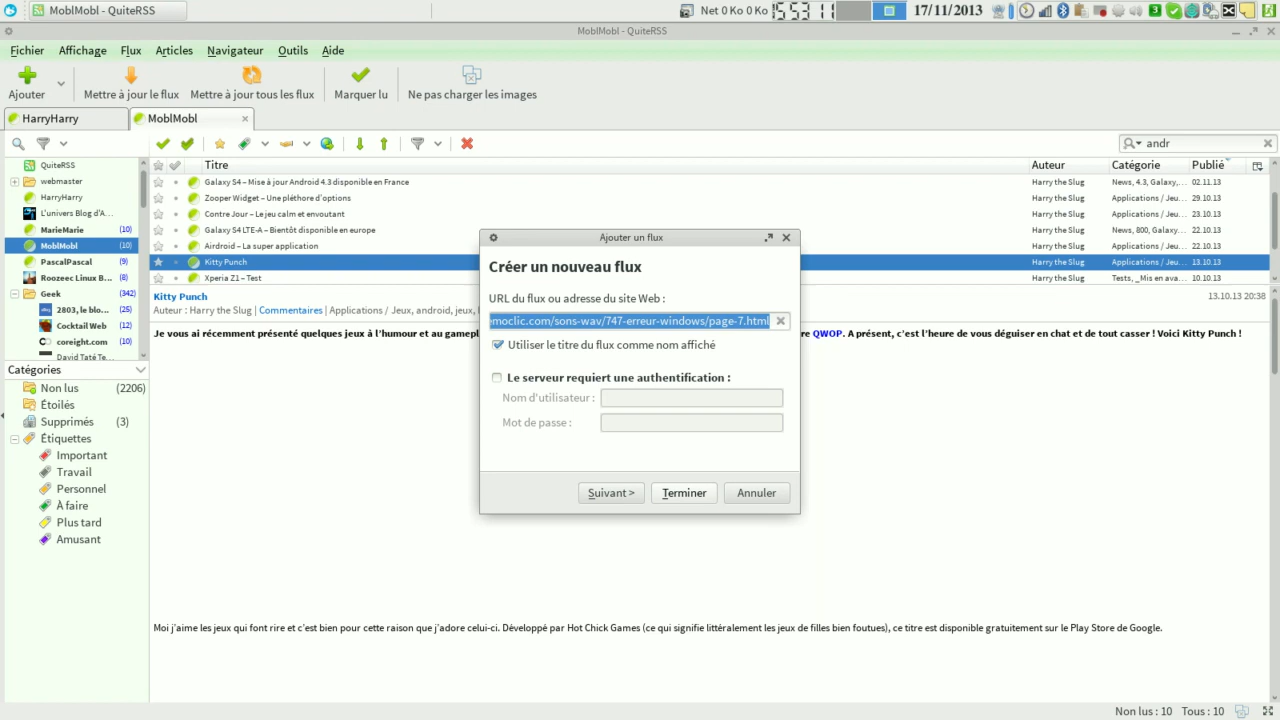 MoblMobl - QuiteRSS
Net 0 Ko 0 Ko
17/11/2013
3
MoblMobl - QuiteRSS
Fichier Affichage Flux Articles Navigateur Outils Aide
Ajouter Mettre à jour le flux Mettre à jour tous les flux Marquer lu Ne pas charger les images
HarryHarry MoblMobl
andr
QuiteRSS
webmaster
HarryHarry
L'univers Blog d'A...
MarieMarie (10)
MoblMobl (10)
PascalPascal (9)
Roozeec Linux B...
Geek (342)
2803, le blo... (25)
Cocktail Web (12)
coreight.com (10)
David Taté Te...
Titre Auteur Catégorie Publié
Galaxy S4 – Mise à jour Android 4.3 disponible en France Harry the Slug News, 4.3, Galaxy,... 02.11.13
Zooper Widget – Une pléthore d'options Harry the Slug Applications / Jeu... 29.10.13
Contre Jour – Le jeu calm et envoutant Harry the Slug Applications / Jeu... 23.10.13
Galaxy S4 LTE-A – Bientôt disponible en europe Harry the Slug News, 800, Galaxy... 22.10.13
Airdroid – La super application Harry the Slug Applications / Jeu... 22.10.13
Kitty Punch Harry the Slug Applications / Jeu... 13.10.13
Xperia Z1 – Test Harry the Slug Tests, _Mis en ava... 10.10.13
Kitty Punch 13.10.13 20:38
Auteur : Harry the Slug | Commentaires | Applications / Jeux, android, jeux,
Je vous ai récemment présenté quelques jeux à l'humour et au gamepl
re QWOP. A présent, c'est l'heure de vous déguiser en chat et de tout casser ! Voici Kitty Punch !
Moi j'aime les jeux qui font rire et c'est bien pour cette raison que j'adore celui-ci. Développé par Hot Chick Games (ce qui signifie littéralement les jeux de filles bien foutues), ce titre est disponible gratuitement sur le Play Store de Google.
Ajouter un flux
Créer un nouveau flux
URL du flux ou adresse du site Web :
emoclic.com/sons-wav/747-erreur-windows/page-7.html
Utiliser le titre du flux comme nom affiché
Le serveur requiert une authentification :
Nom d'utilisateur :
Mot de passe :
Suivant > Terminer Annuler
Catégories
Non lus (2206)
Étoilés
Supprimés (3)
Étiquettes
Important
Travail
Personnel
À faire
Plus tard
Amusant
Non lus : 10 Tous : 10